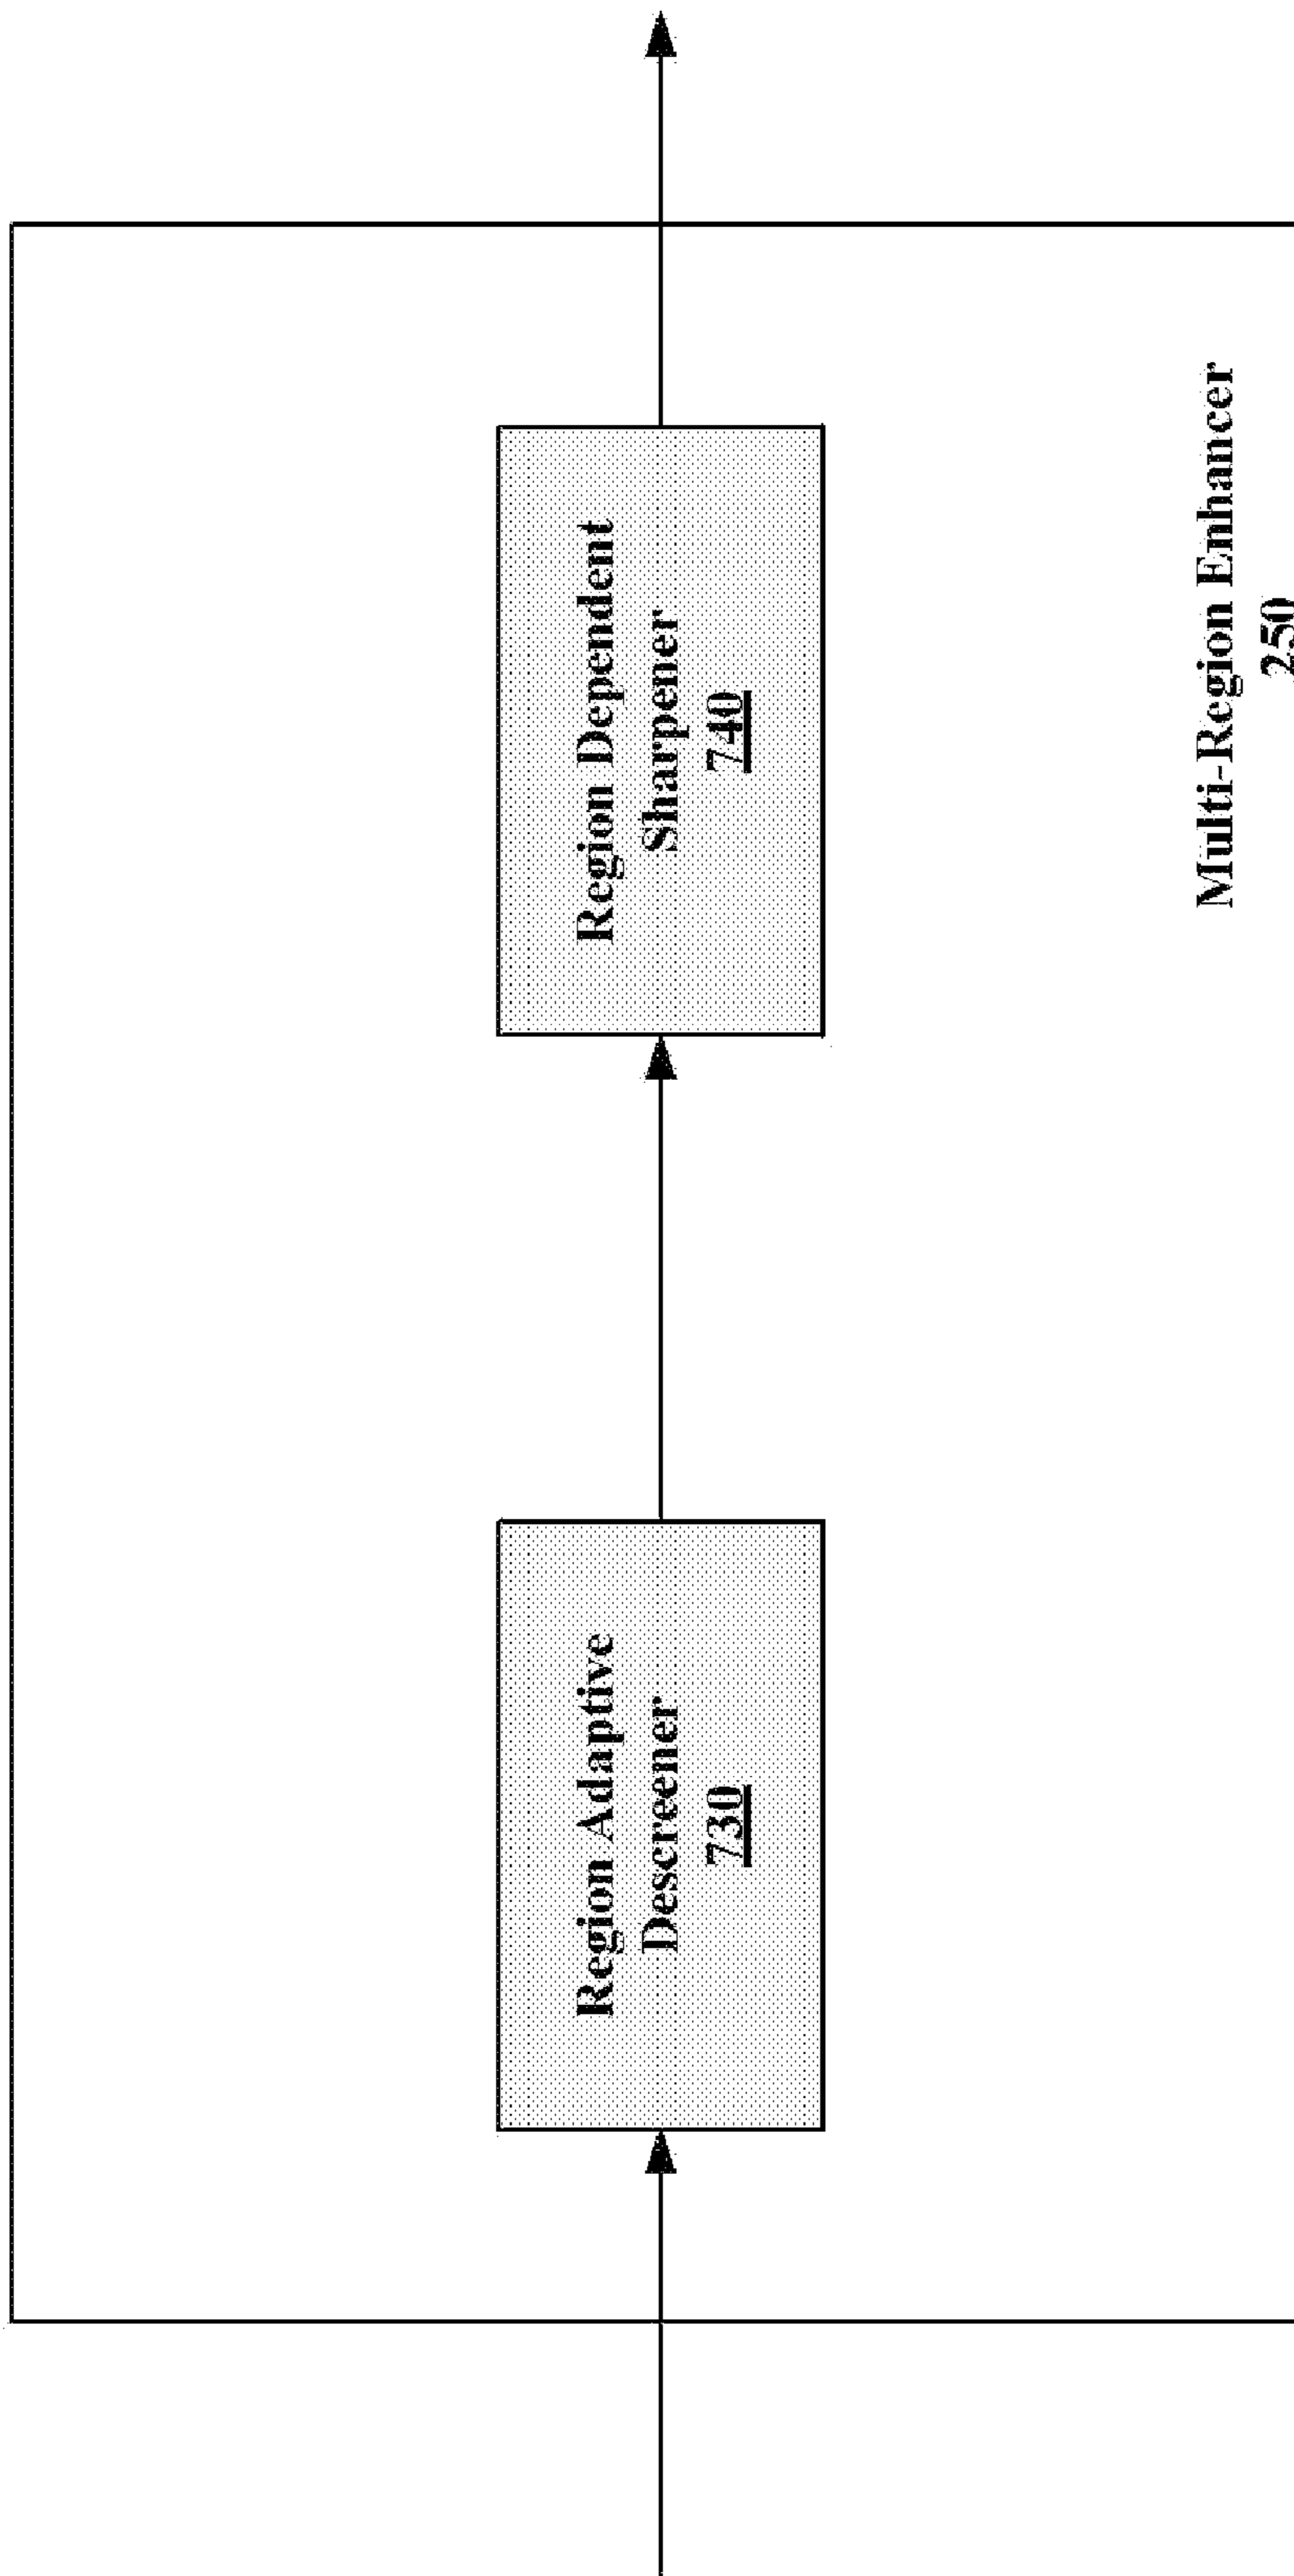 Region Adaptive
Descreener
730
Region Dependent
Sharpener
740
Multi-Region Enhancer
250